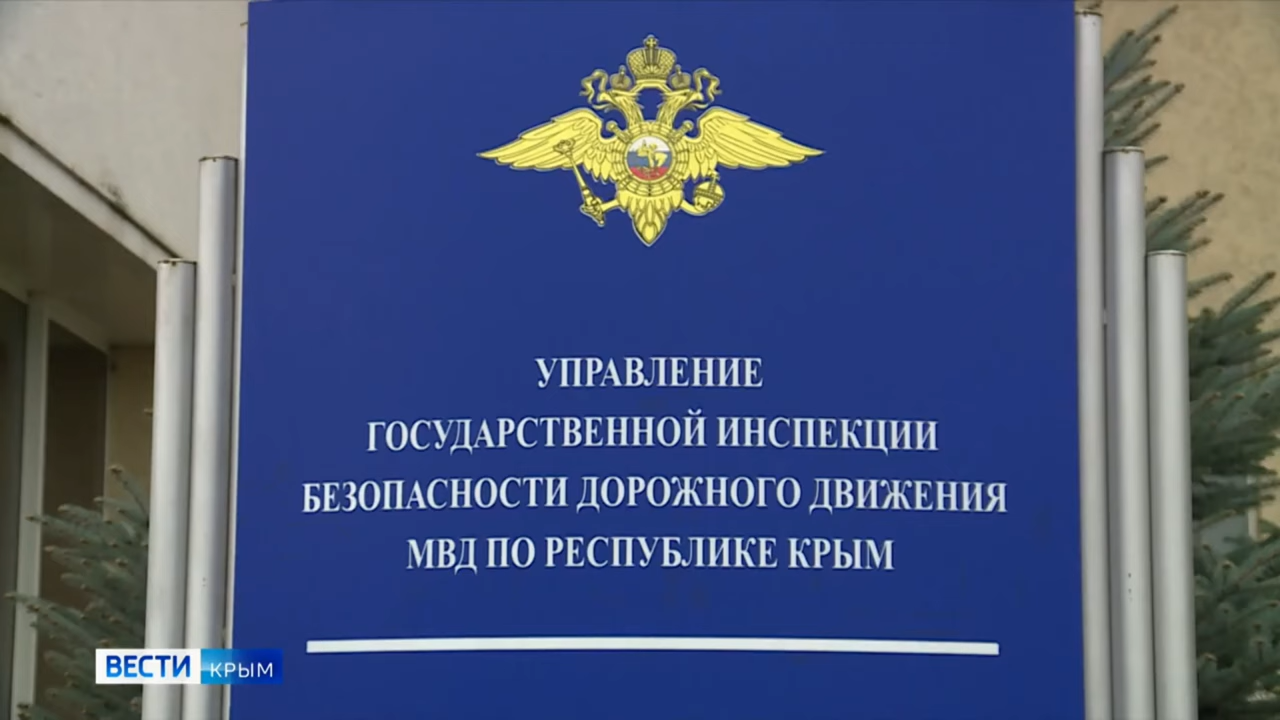 УПРАВЛЕНИЕ
ГОСУДАРСТВЕННОЙ ИНСПЕКЦИИ
БЕЗОПАСНОСТИ ДОРОЖНОГО ДВИЖЕНИЯ
МВД ПО РЕСПУБЛИКЕ КРЫМ
ВЕСТИ КРЫМ